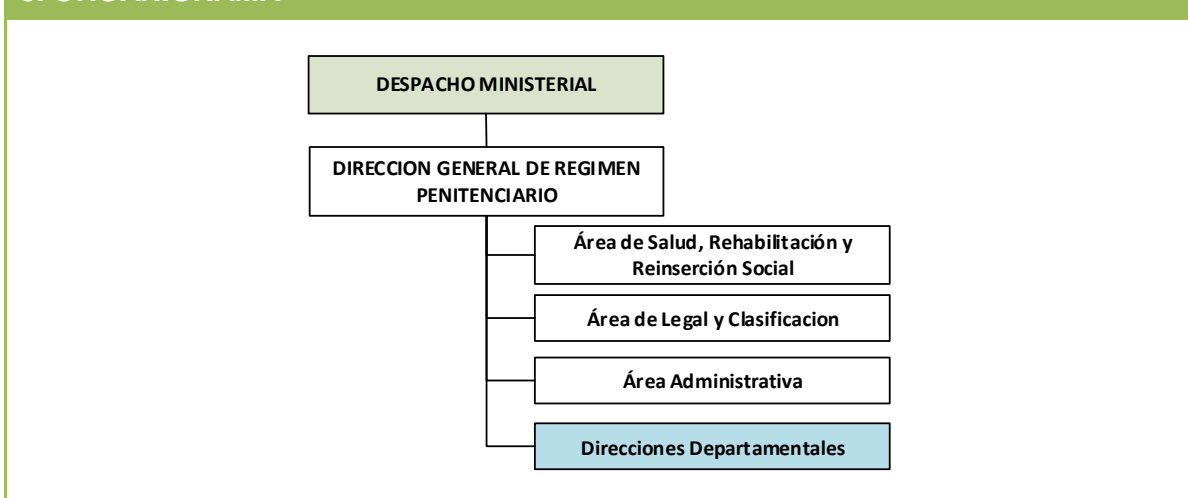 DESPACHO MINISTERIAL
DIRECCION GENERAL DE REGIMEN
PENITENCIARIO
Área de Salud, Rehabilitación y
Reinserción Social
Área de Legal y Clasificacion
Área Administrativa
Direcciones Departamentales